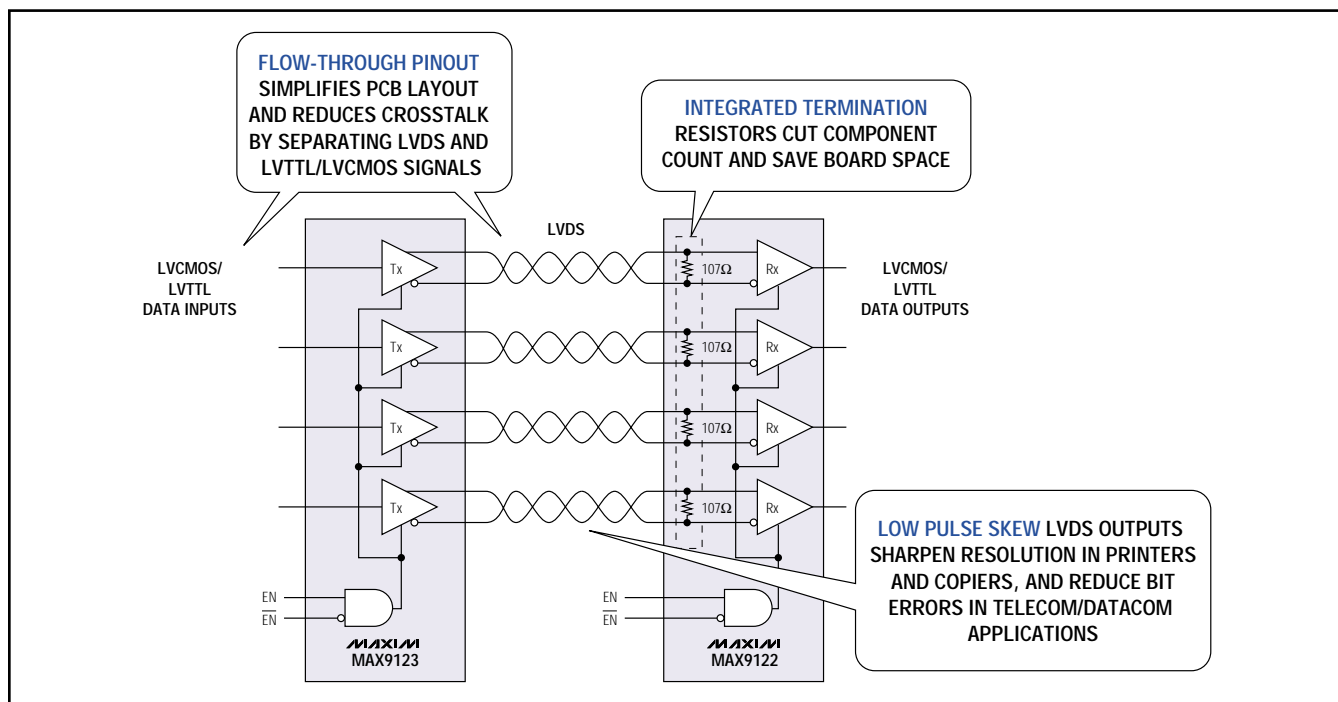 FLOW-THROUGH PINOUT
SIMPLIFIES PCB LAYOUT
AND REDUCES CROSSTALK
BY SEPARATING LVDS AND
LVTTL/LVCMOS SIGNALS
INTEGRATED TERMINATION
RESISTORS CUT COMPONENT
COUNT AND SAVE BOARD SPACE
LVDS
LVCMOS/
LVTTL
DATA INPUTS
Tx
107Ω
Rx
LVCMOS/
LVTTL
DATA OUTPUTS
Tx
107Ω
Rx
Tx
107Ω
Rx
Tx
107Ω
Rx
LOW PULSE SKEW LVDS OUTPUTS
SHARPEN RESOLUTION IN PRINTERS
AND COPIERS, AND REDUCE BIT
ERRORS IN TELECOM/DATACOM
APPLICATIONS
EN
E̅N̅
MAXIM
MAX9123
EN
E̅N̅
MAXIM
MAX9122